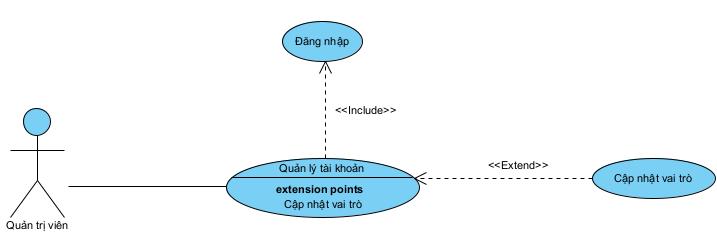 Đăng nhập
<<Include>>
Quản lý tài khoản
<<Extend>>
extension points
Cập nhật vai trò
Cập nhật vai trò
Quản trị viên